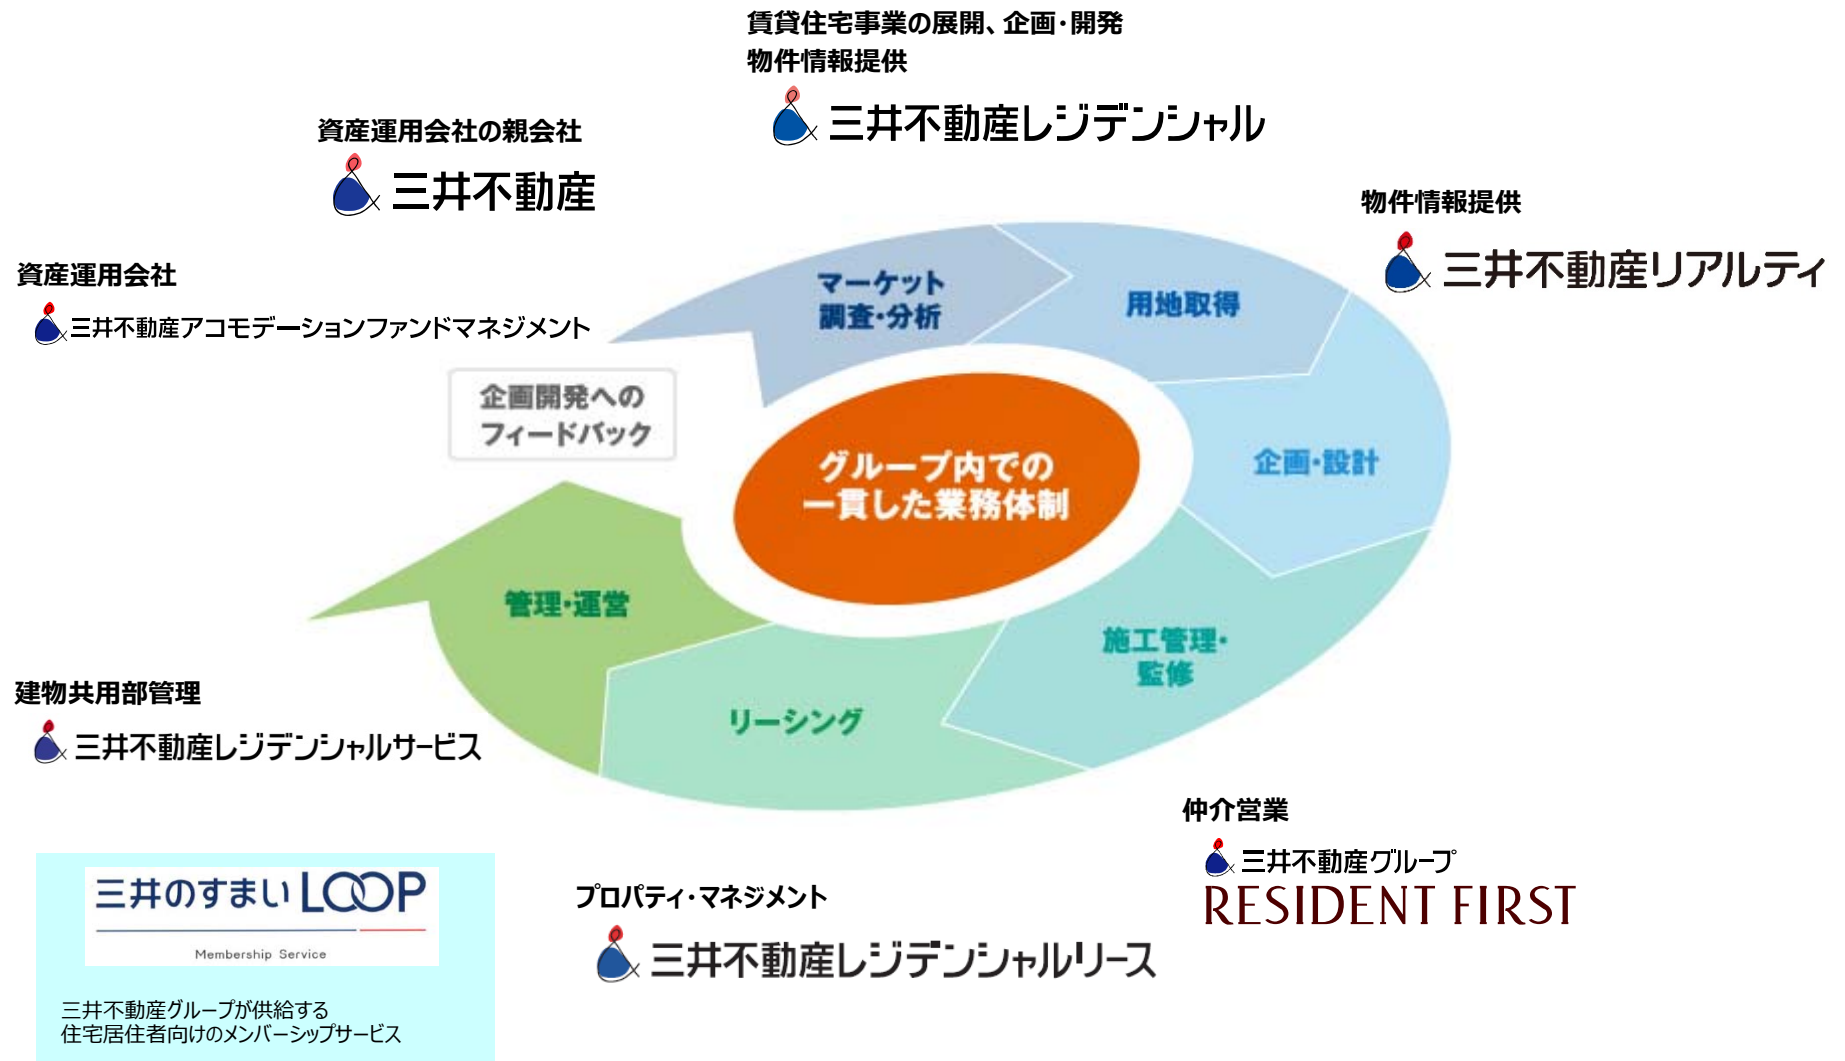 賃貸住宅事業の展開、企画・開発
物件情報提供
三井不動産レジデンシャル
資産運用会社の親会社
三井不動産
物件情報提供
三井不動産リアルティ
資産運用会社
三井不動産アコモデーションファンドマネジメント
マーケット
調査・分析
用地取得
企画開発への
フィードバック
グループ内での
一貫した業務体制
企画・設計
管理・運営
施工管理・
監修
リーシング
建物共用部管理
三井不動産レジデンシャルサービス
仲介営業
三井不動産グループ
RESIDENT FIRST
プロパティ・マネジメント
三井不動産レジデンシャルリース
三井のすまい LOOP
Membership Service
三井不動産グループが供給する
住宅居住者向けのメンバーシップサービス